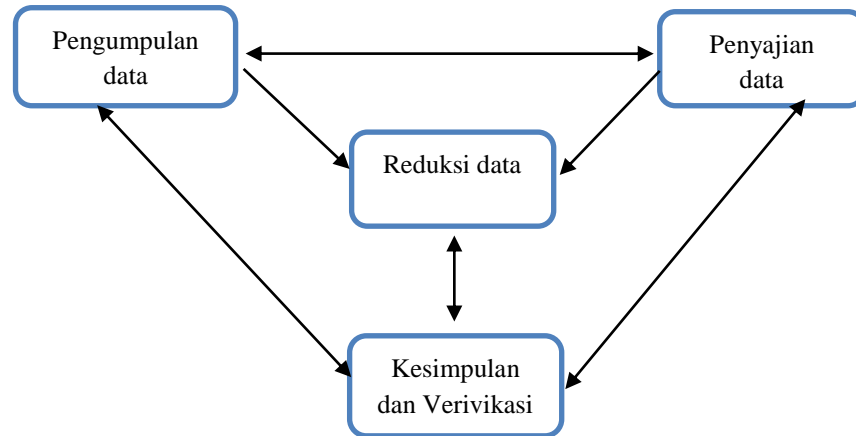 Pengumpulan
data
Penyajian
data
Reduksi data
Kesimpulan
dan Verivikasi